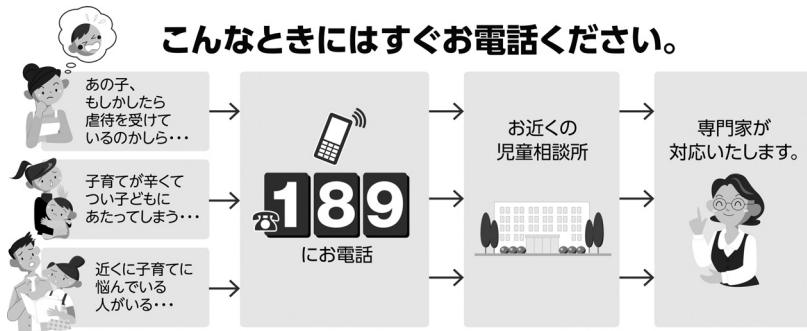 こんなときにはすぐお電話ください。
あの子、
もしかしたら
虐待を受けて
いるのかしら・・・
子育てが辛くて
つい子どもに
あたってしまう・・・
近くに子育てに
悩んでいる
人がいる・・・
189
にお電話
お近くの
児童相談所
専門家が
対応いたします。